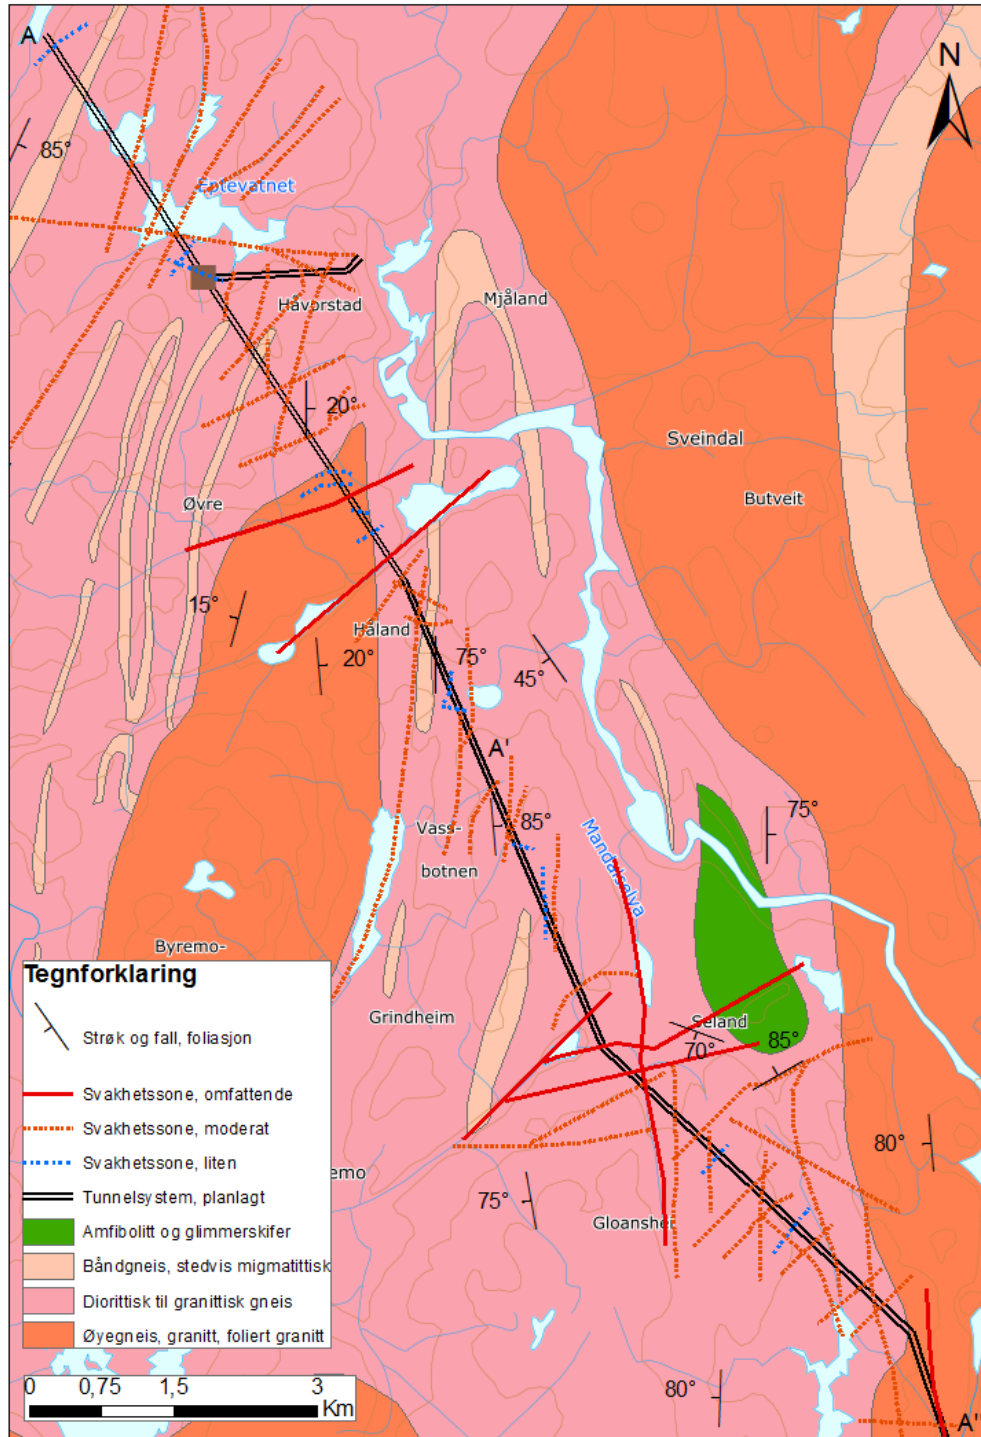 A
N
85°
Eptevatnet
Håvorstad
Mjåland
20°
Sveindal
Butveit
Øvre
15°
Håland
20°
75°
45°
A'
Vass-
botnen
85°
75°
Mandalselva
Byremo-
Grindheim
Seland
70°
85°
80°
emo
75°
Gloanshei
80°
A"
Tegnforklaring
Strøk og fall, foliasjon
Svakhetssone, omfattende
Svakhetssone, moderat
Svakhetssone, liten
Tunnelsystem, planlagt
Amfibolitt og glimmerskifer
Båndgneis, stedvis migmatittisk
Diorittisk til granittisk gneis
Øyegneis, granitt, foliert granitt
0 0,75 1,5 3
Km